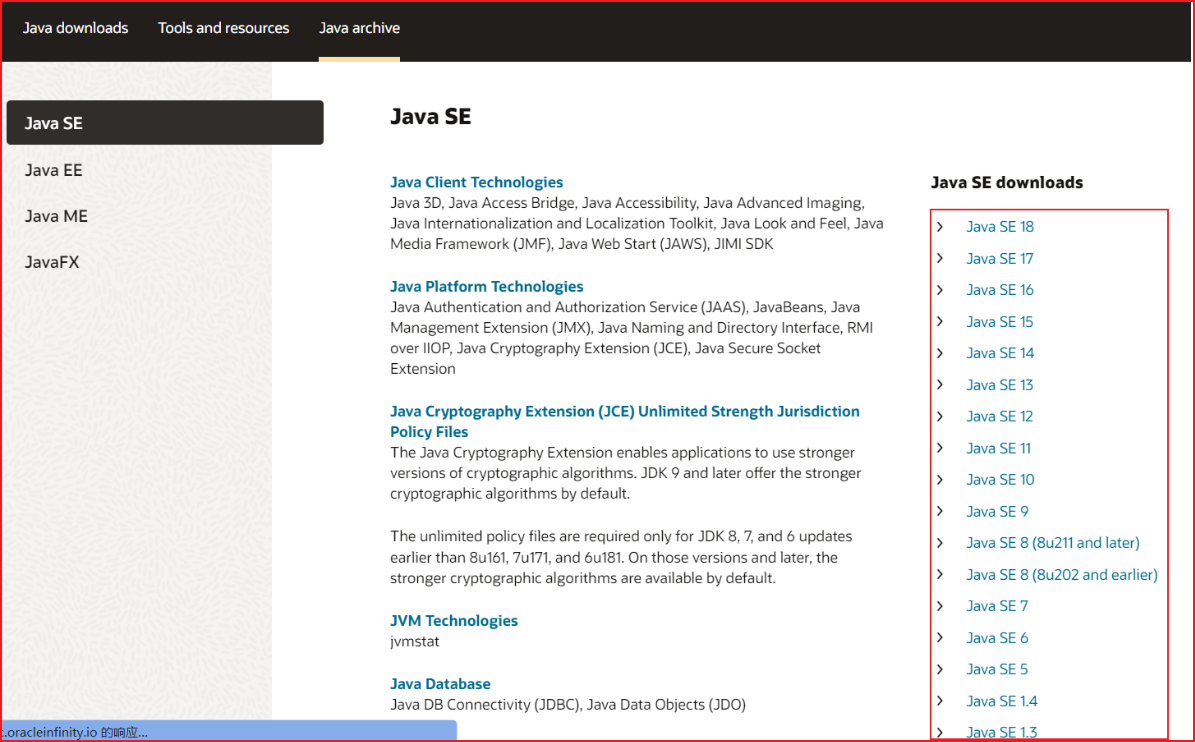 Java downloads
Tools and resources
Java archive
Java SE
Java EE
Java ME
JavaFX
Java SE
Java Client Technologies
Java 3D, Java Access Bridge, Java Accessibility, Java Advanced Imaging,
Java Internationalization and Localization Toolkit, Java Look and Feel, Java
Media Framework (JMF), Java Web Start (JAWS), JIMI SDK
Java Platform Technologies
Java Authentication and Authorization Service (JAAS), JavaBeans, Java
Management Extension (JMX), Java Naming and Directory Interface, RMI
over IIOP, Java Cryptography Extension (JCE), Java Secure Socket
Extension
Java Cryptography Extension (JCE) Unlimited Strength Jurisdiction
Policy Files
The Java Cryptography Extension enables applications to use stronger
versions of cryptographic algorithms. JDK 9 and later offer the stronger
cryptographic algorithms by default.
The unlimited policy files are required only for JDK 8, 7, and 6 updates
earlier than 8u161, 7u171, and 6u181. On those versions and later, the
stronger cryptographic algorithms are available by default.
JVM Technologies
jvmstat
Java Database
Java DB Connectivity (JDBC), Java Data Objects (JDO)
Java SE downloads
Java SE 18
Java SE 17
Java SE 16
Java SE 15
Java SE 14
Java SE 13
Java SE 12
Java SE 11
Java SE 10
Java SE 9
Java SE 8 (8u211 and later)
Java SE 8 (8u202 and earlier)
Java SE 7
Java SE 6
Java SE 5
Java SE 1.4
Java SE 1.3
.oracleinfinity.io 的响应...